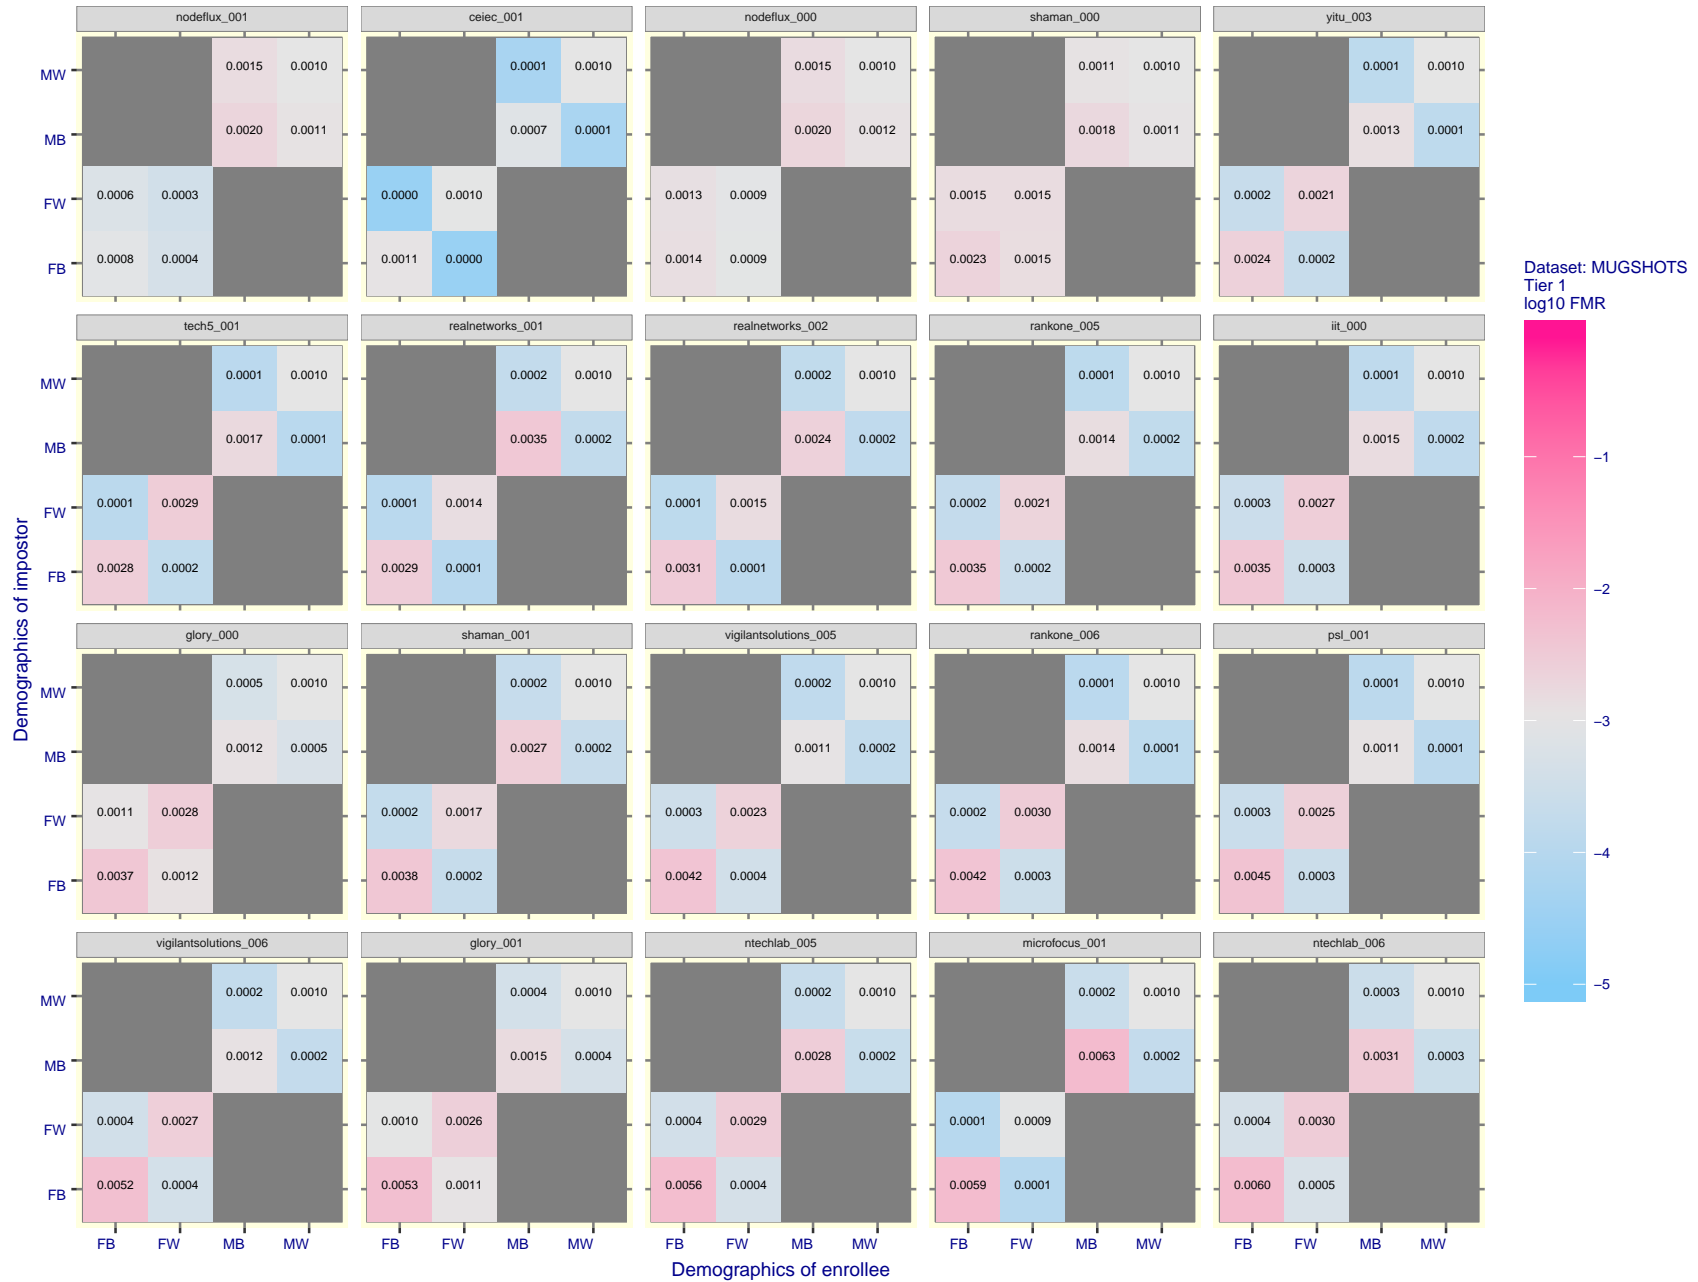 nodeflux_001 ceiec_001 nodeflux_000 shaman_000 yitu_003
MW 0.0015 0.0010 0.0001 0.0010 0.0015 0.0010 0.0011 0.0010 0.0001 0.0010
MB 0.0020 0.0011 0.0007 0.0001 0.0020 0.0012 0.0018 0.0011 0.0013 0.0001
FW 0.0006 0.0003 0.0000 0.0010 0.0013 0.0009 0.0015 0.0015 0.0002 0.0021
FB 0.0008 0.0004 0.0011 0.0000 0.0014 0.0009 0.0023 0.0015 0.0024 0.0002
tech5_001 realnetworks_001 realnetworks_002 rankone_005 iit_000
MW 0.0001 0.0010 0.0002 0.0010 0.0002 0.0010 0.0001 0.0010 0.0001 0.0010
MB 0.0017 0.0001 0.0035 0.0002 0.0024 0.0002 0.0014 0.0002 0.0015 0.0002
FW 0.0001 0.0029 0.0001 0.0014 0.0001 0.0015 0.0002 0.0021 0.0003 0.0027
FB 0.0028 0.0002 0.0029 0.0001 0.0031 0.0001 0.0035 0.0002 0.0035 0.0003
glory_000 shaman_001 vigilantsolutions_005 rankone_006 psl_001
MW 0.0005 0.0010 0.0002 0.0010 0.0002 0.0010 0.0001 0.0010 0.0001 0.0010
MB 0.0012 0.0005 0.0027 0.0002 0.0011 0.0002 0.0014 0.0001 0.0011 0.0001
FW 0.0011 0.0028 0.0002 0.0017 0.0003 0.0023 0.0002 0.0030 0.0003 0.0025
FB 0.0037 0.0012 0.0038 0.0002 0.0042 0.0004 0.0042 0.0003 0.0045 0.0003
vigilantsolutions_006 glory_001 ntechlab_005 microfocus_001 ntechlab_006
MW 0.0002 0.0010 0.0004 0.0010 0.0002 0.0010 0.0002 0.0010 0.0003 0.0010
MB 0.0012 0.0002 0.0015 0.0004 0.0028 0.0002 0.0063 0.0002 0.0031 0.0003
FW 0.0004 0.0027 0.0010 0.0026 0.0004 0.0029 0.0001 0.0009 0.0004 0.0030
FB 0.0052 0.0004 0.0053 0.0011 0.0056 0.0004 0.0059 0.0001 0.0060 0.0005
FB FW MB MW FB FW MB MW FB FW MB MW FB FW MB MW FB FW MB MW
Demographics of enrollee
Demographics of impostor
Dataset: MUGSHOTS
Tier 1
log10 FMR
−1
−2
−3
−4
−5